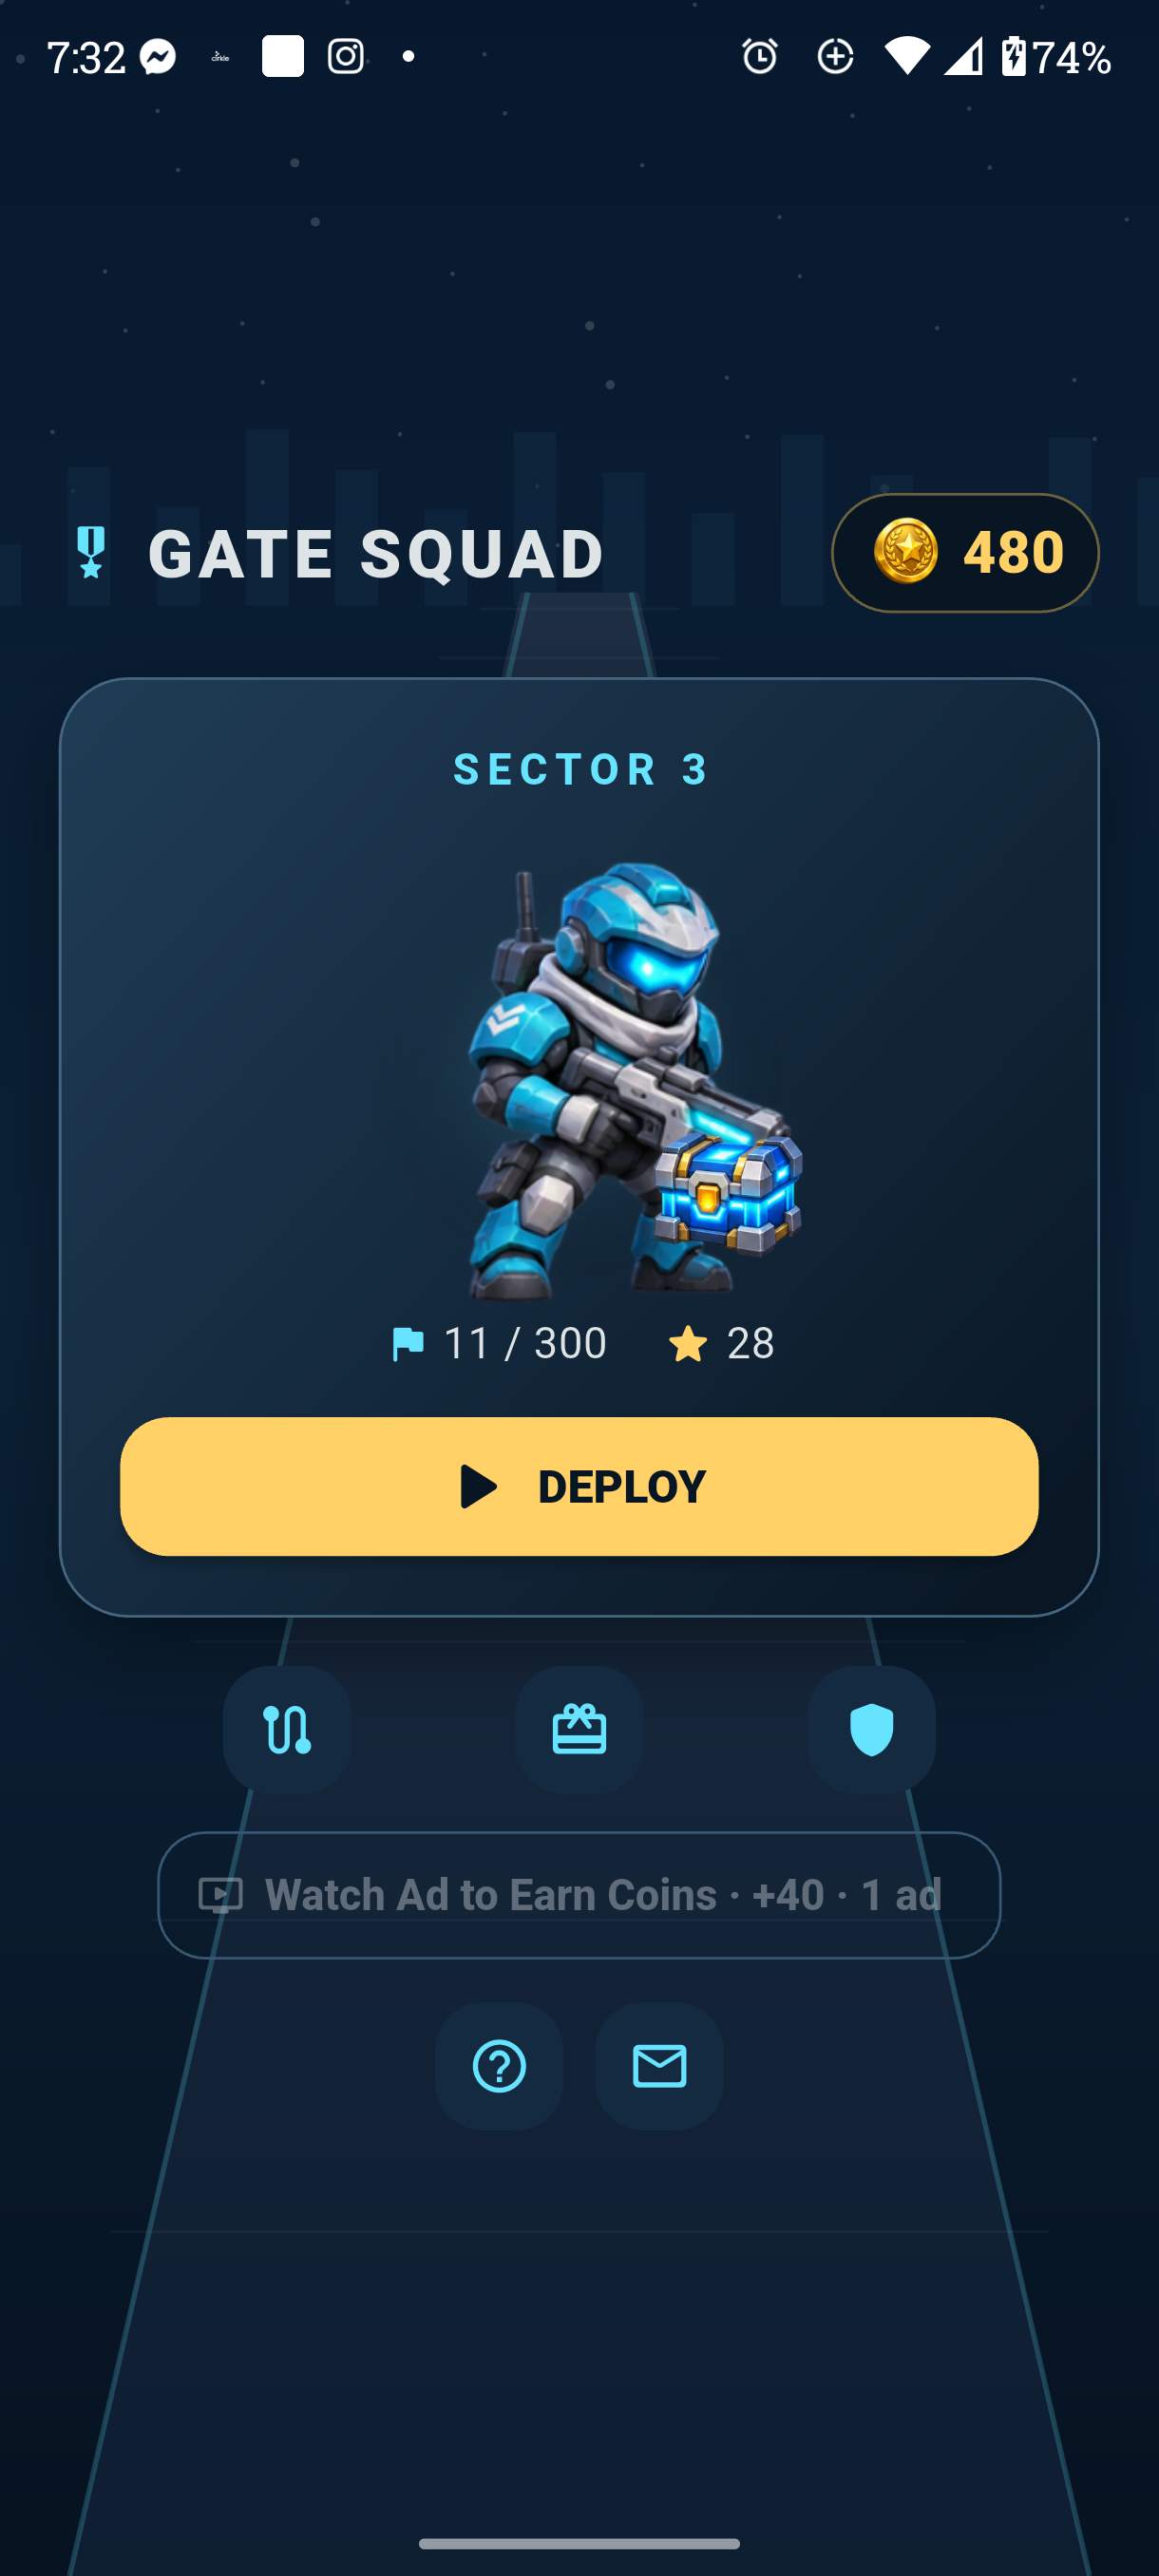 7:32 cirkle 74%
GATE SQUAD 480
SECTOR 3
11 / 300 28
DEPLOY
Watch Ad to Earn Coins · +40 · 1 ad